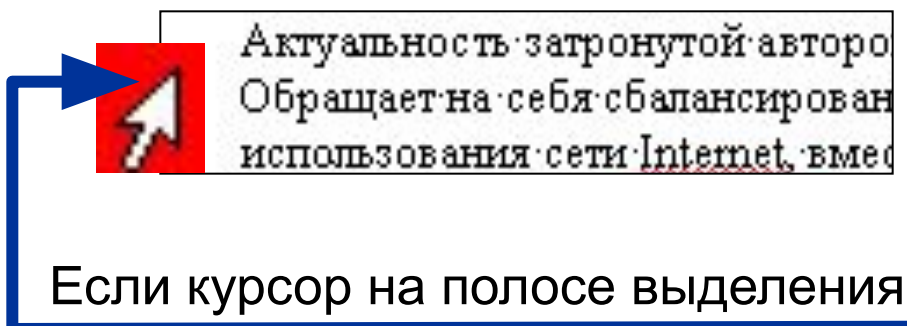 Актуальность·затронутой·авторо
Обращает·на·себя·сбалансирован
использования·сети·Internet,·вмес
Если курсор на полосе выделения